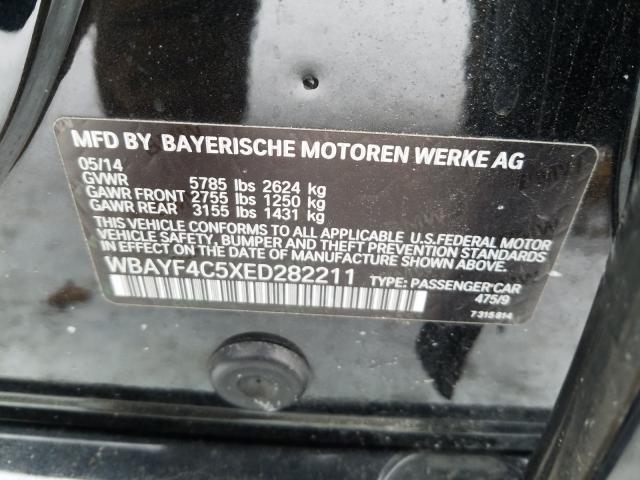 MFD BY BAYERISCHE MOTOREN WERKE AG
05/14
GVWR 5785 lbs 2624 kg
GAWR FRONT 2755 lbs 1250 kg
GAWR REAR 3155 lbs 1431 kg
THIS VEHICLE CONFORMS TO ALL APPLICABLE U.S.FEDERAL MOTOR
VEHICLE SAFETY, BUMPER AND THEFT PREVENTION STANDARDS
IN EFFECT ON THE DATE OF MANUFACTURE SHOWN ABOVE.
WBAYF4C5XED282211
TYPE: PASSENGER CAR
475/9
7315814